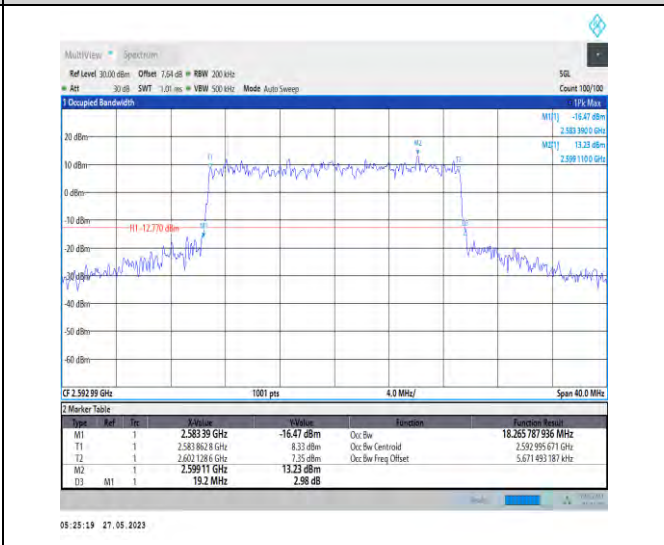 MultiView Spectrum
Ref Level 30.00 dBm Offset 7.64 dB RBW 200 kHz SGL
Att 30 dB SWT 1.01 ms VBW 500 kHz Mode Auto Sweep Count 100/100
1 Occupied Bandwidth 1Pk Max
M1[1] -16.47 dBm
2.583 390 0 GHz
20 dBm M2[1] 13.23 dBm
2.599 110 0 GHz
M2
T1 T2
10 dBm
0 dBm
-10 dBm
H1 -12.770 dBm
-20 dBm
-30 dBm
-40 dBm
-50 dBm
-60 dBm
CF 2.592 99 GHz 1001 pts 4.0 MHz/ Span 40.0 MHz
2 Marker Table
Type Ref Trc X-Value Y-Value Function Function Result
M1 1 2.583 39 GHz -16.47 dBm Occ Bw 18.265 787 936 MHz
T1 1 2.583 862 8 GHz 8.33 dBm Occ Bw Centroid 2.592 995 671 GHz
T2 1 2.602 128 6 GHz 7.35 dBm Occ Bw Freq Offset 5.671 493 187 kHz
M2 1 2.599 11 GHz 13.23 dBm
D3 M1 1 19.2 MHz 2.98 dB
05:25:19 27.05.2023